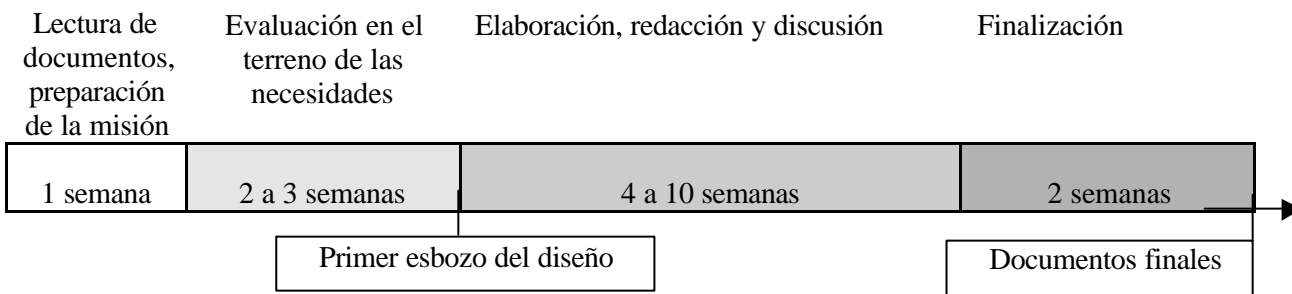 Lectura de
documentos,
preparación
de la misión
Evaluación en el
terreno de las
necesidades
Elaboración, redacción y discusión
Finalización
1 semana
2 a 3 semanas
4 a 10 semanas
2 semanas
Primer esbozo del diseño
Documentos finales